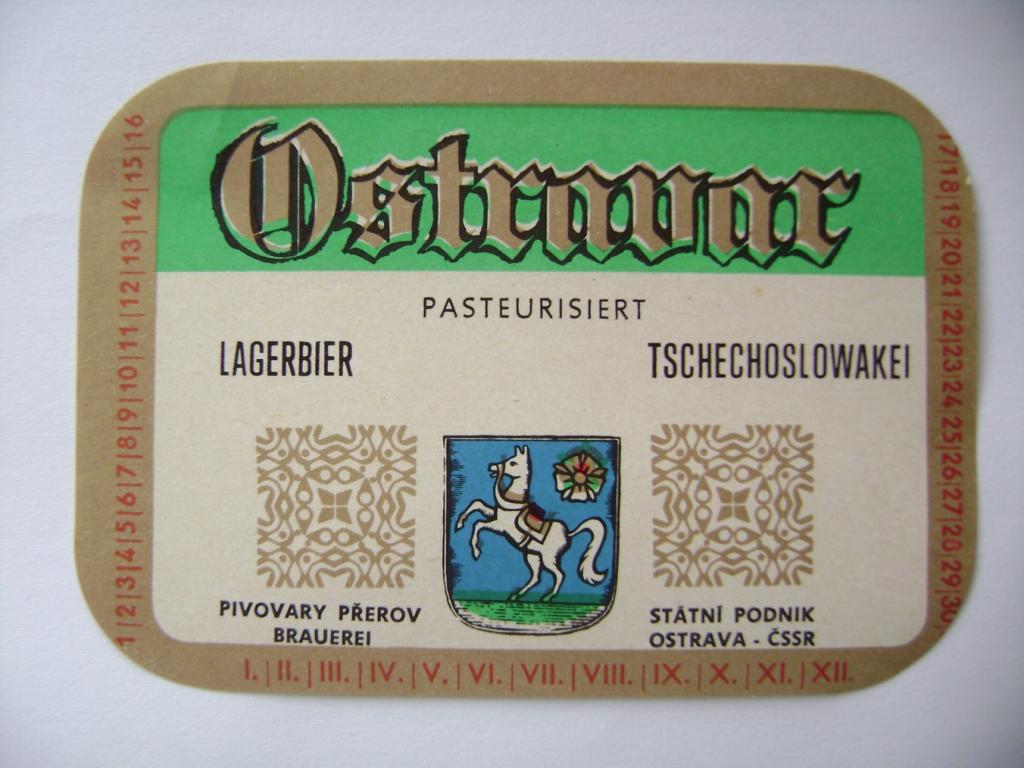 Ostravar
PASTEURISIERT
LAGERBIER
TSCHECHOSLOWAKEI
PIVOVARY PŘEROV
BRAUEREI
STÁTNÍ PODNIK
OSTRAVA - ČSSR
1|2|3|4|5|6|7|8|9|10|11|12|13|14|15|16
17|18|19|20|21|22|23|24|25|26|27|28|29|30
I.|II.|III.|IV.|V.|VI.|VII.|VIII.|IX.|X.|XI.|XII.